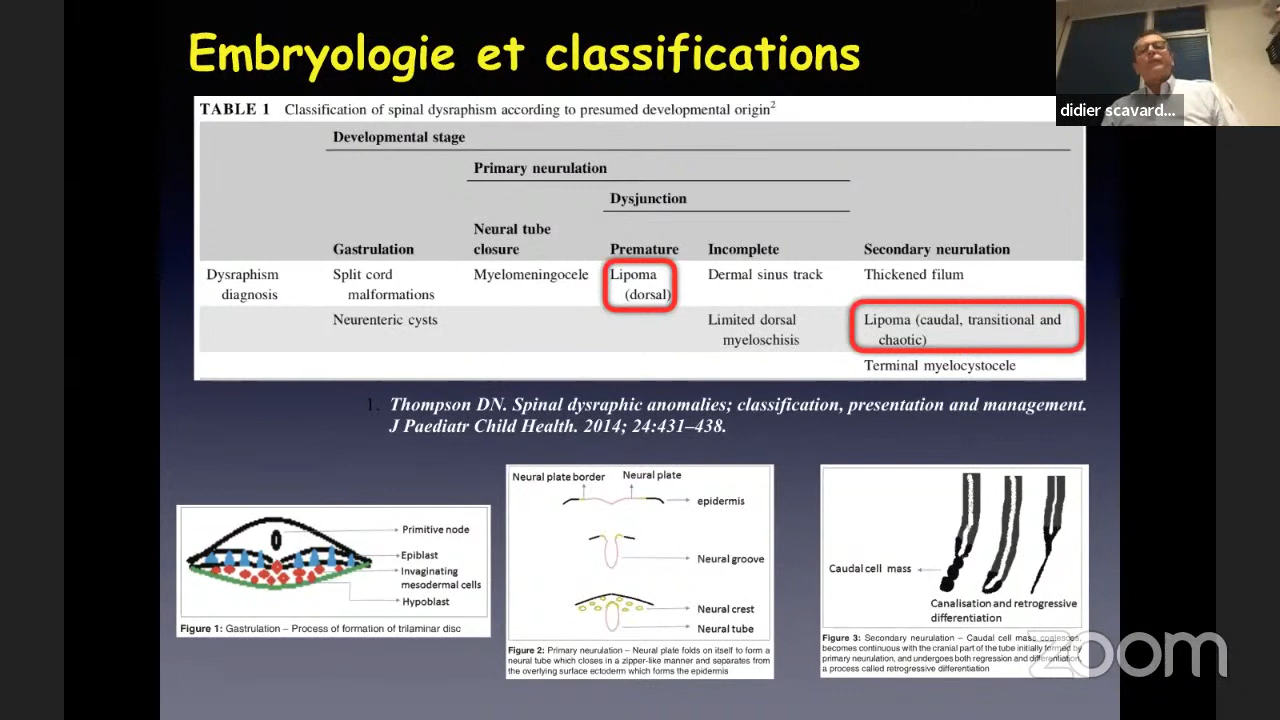 Embryologie et classifications
didier scavard...
TABLE 1 Classification of spinal dysraphism according to presumed developmental origin2
Developmental stage
Primary neurulation
Dysjunction
Gastrulation Neural tube closure Premature Incomplete Secondary neurulation
Dysraphism diagnosis Split cord malformations Myelomeningocele Lipoma (dorsal) Dermal sinus track Thickened filum
Neurenteric cysts Limited dorsal myeloschisis Lipoma (caudal, transitional and chaotic)
Terminal myelocystocele
1. Thompson DN. Spinal dysraphic anomalies; classification, presentation and management.
J Paediatr Child Health. 2014; 24:431–438.
Primitive node
Epiblast
Invaginating
mesodermal cells
Hypoblast
Figure 1: Gastrulation – Process of formation of trilaminar disc
Neural plate border Neural plate
epidermis
Neural groove
Neural crest
Neural tube
Figure 2: Primary neurulation – Neural plate folds on itself to form a
neural tube which closes in a zipper-like manner and separates from
the overlying surface ectoderm which forms the epidermis
Caudal cell mass
Canalisation and retrogressive
differentiation
Figure 3: Secondary neurulation – Caudal cell mass coalesces,
becomes continuous with the cranial part of the tube initially formed by
primary neurulation, and undergoes both regression and differentiation,
a process called retrogressive differentiation
zoom